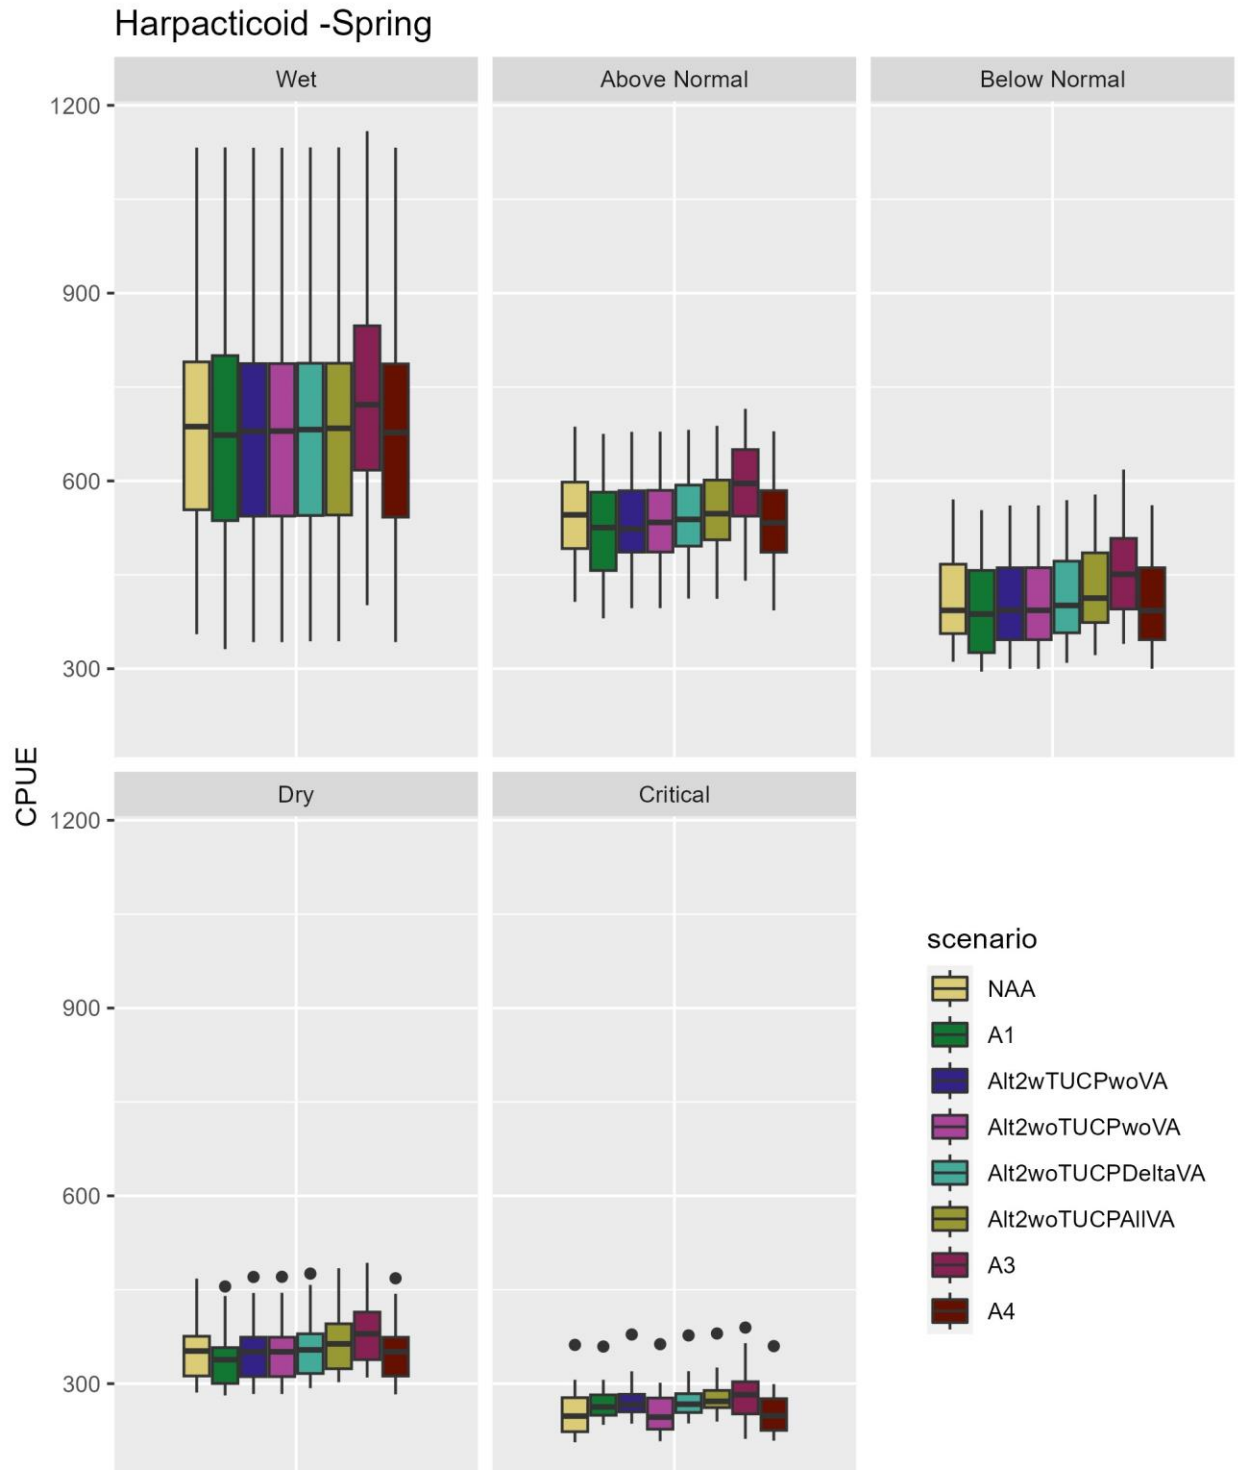 Harpacticoid -Spring
Wet
Above Normal
Below Normal
1200
900
600
300
CPUE
Dry
Critical
1200
900
600
300
scenario
NAA
A1
Alt2wTUCPwoVA
Alt2woTUCPwoVA
Alt2woTUCPDeltaVA
Alt2woTUCPAllVA
A3
A4